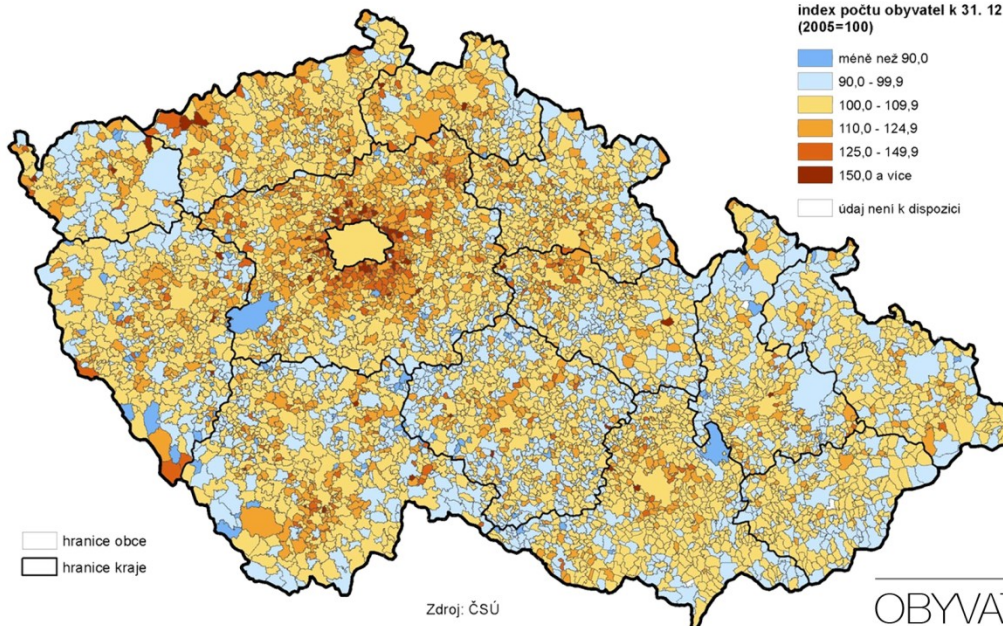 index počtu obyvatel k 31. 12
(2005=100)
méně než 90,0
90,0 - 99,9
100,0 - 109,9
110,0 - 124,9
125,0 - 149,9
150,0 a více
údaj není k dispozici
hranice obce
hranice kraje
Zdroj: ČSÚ